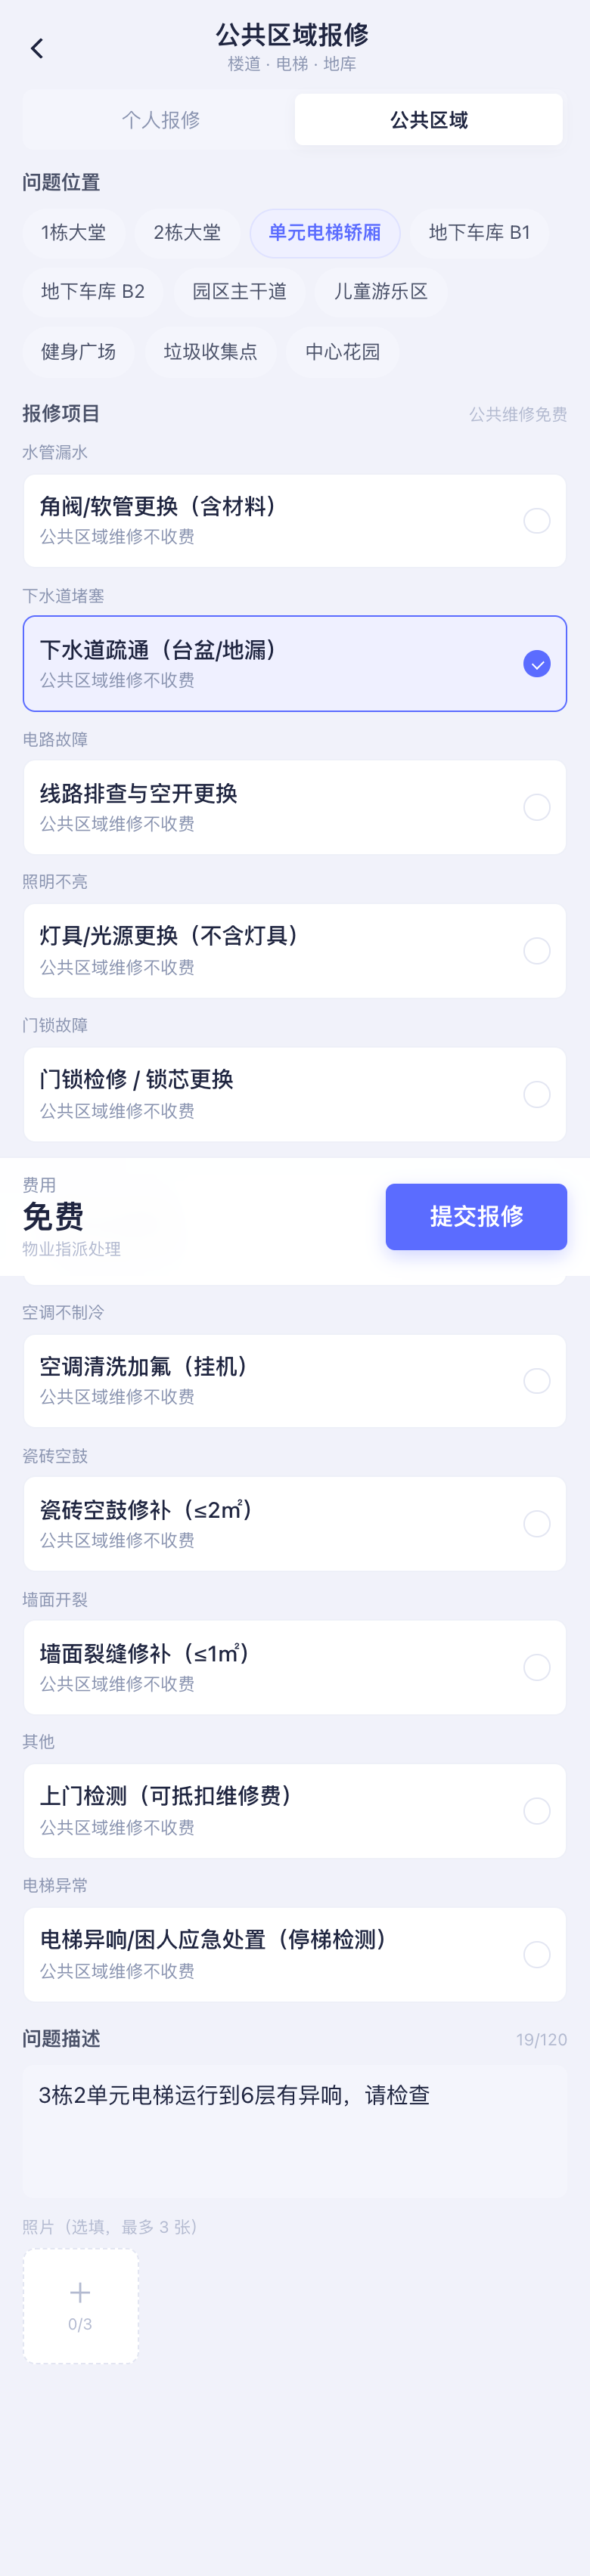 公共区域报修
楼道 · 电梯 · 地库
个人报修
公共区域
问题位置
1栋大堂
2栋大堂
单元电梯轿厢
地下车库 B1
地下车库 B2
园区主干道
儿童游乐区
健身广场
垃圾收集点
中心花园
报修项目
公共维修免费
水管漏水
角阀/软管更换（含材料）
公共区域维修不收费
下水道堵塞
下水道疏通（台盆/地漏）
公共区域维修不收费
电路故障
线路排查与空开更换
公共区域维修不收费
照明不亮
灯具/光源更换（不含灯具）
公共区域维修不收费
门锁故障
门锁检修 / 锁芯更换
公共区域维修不收费
费用
免费
物业指派处理
提交报修
空调不制冷
空调清洗加氟（挂机）
公共区域维修不收费
瓷砖空鼓
瓷砖空鼓修补（≤2㎡）
公共区域维修不收费
墙面开裂
墙面裂缝修补（≤1㎡）
公共区域维修不收费
其他
上门检测（可抵扣维修费）
公共区域维修不收费
电梯异常
电梯异响/困人应急处置（停梯检测）
公共区域维修不收费
问题描述
19/120
3栋2单元电梯运行到6层有异响，请检查
照片（选填，最多 3 张）
0/3